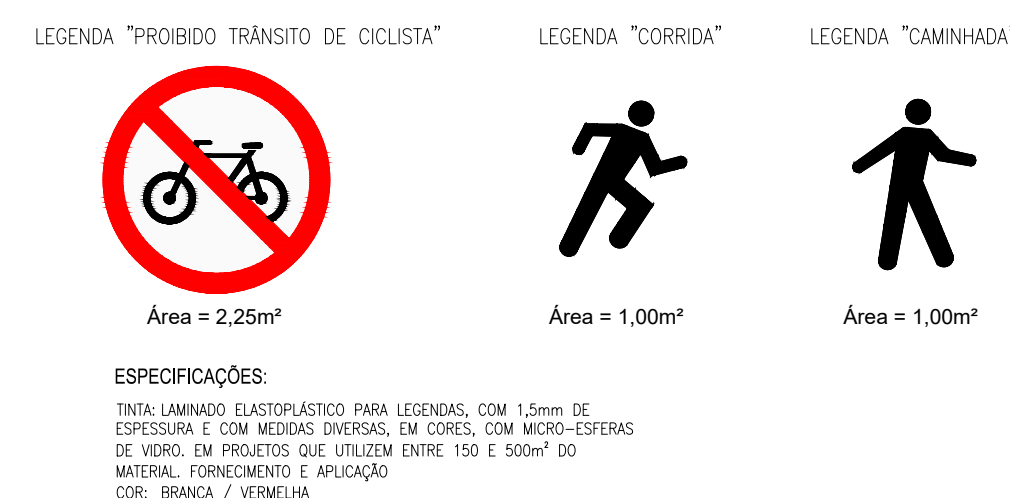 LEGENDA "PROIBIDO TRÂNSITO DE CICLISTA"
LEGENDA "CORRIDA"
LEGENDA "CAMINHADA"
Área = 2,25m²
Área = 1,00m²
Área = 1,00m²
ESPECIFICAÇÕES:
TINTA: LAMINADO ELASTOPLÁSTICO PARA LEGENDAS, COM 1,5mm DE
ESPESSURA E COM MEDIDAS DIVERSAS, EM CORES, COM MICRO-ESFERAS
DE VIDRO. EM PROJETOS QUE UTILIZEM ENTRE 150 E 500m² DO
MATERIAL. FORNECIMENTO E APLICAÇÃO
COR: BRANCA / VERMELHA